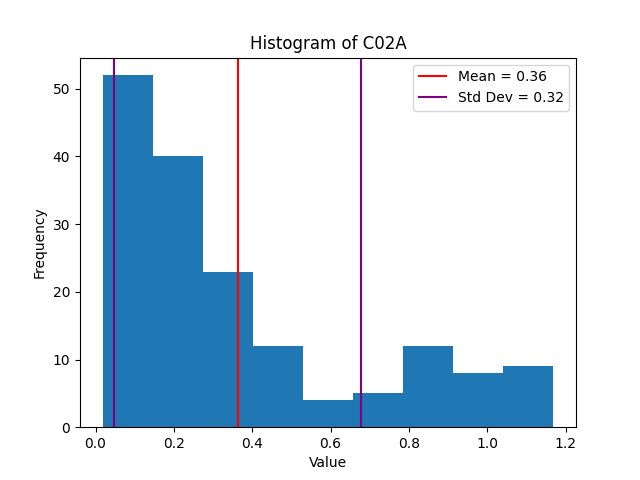 Histogram of C02A
Mean = 0.36
Std Dev = 0.32
Frequency
50
40
30
20
10
0
0.0 0.2 0.4 0.6 0.8 1.0 1.2
Value